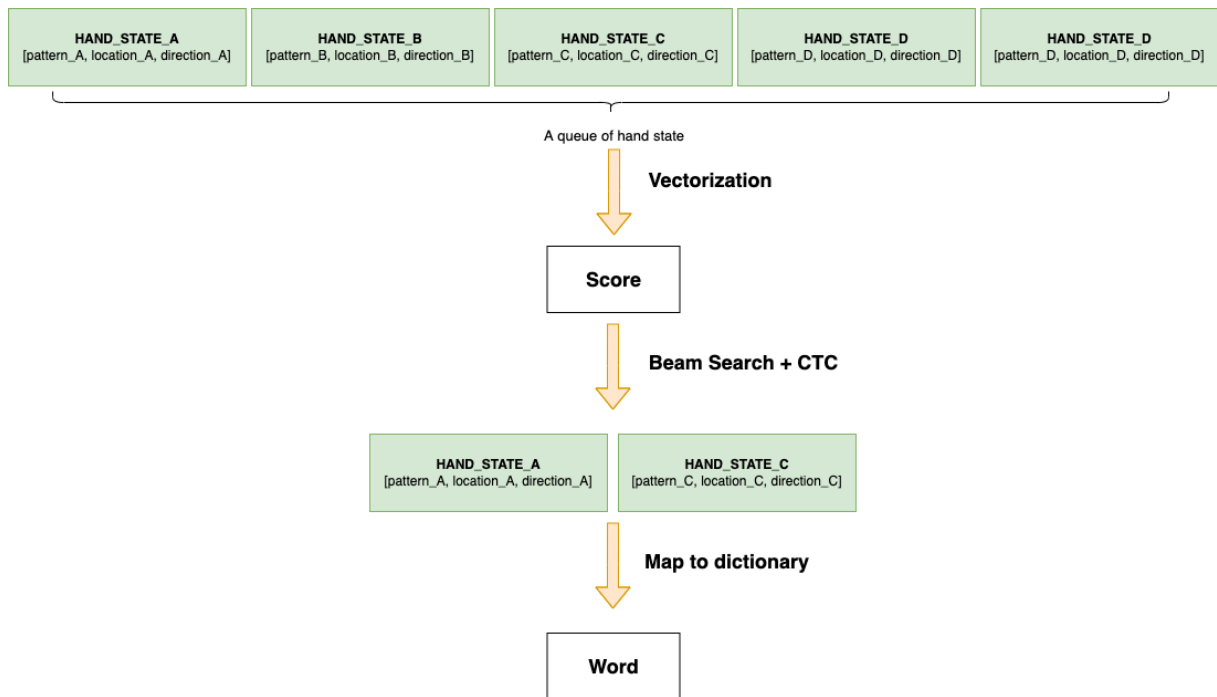 HAND_STATE_A
[pattern_A, location_A, direction_A]
HAND_STATE_B
[pattern_B, location_B, direction_B]
HAND_STATE_C
[pattern_C, location_C, direction_C]
HAND_STATE_D
[pattern_D, location_D, direction_D]
HAND_STATE_D
[pattern_D, location_D, direction_D]
A queue of hand state
Vectorization
Score
Beam Search + CTC
HAND_STATE_A
[pattern_A, location_A, direction_A]
HAND_STATE_C
[pattern_C, location_C, direction_C]
Map to dictionary
Word